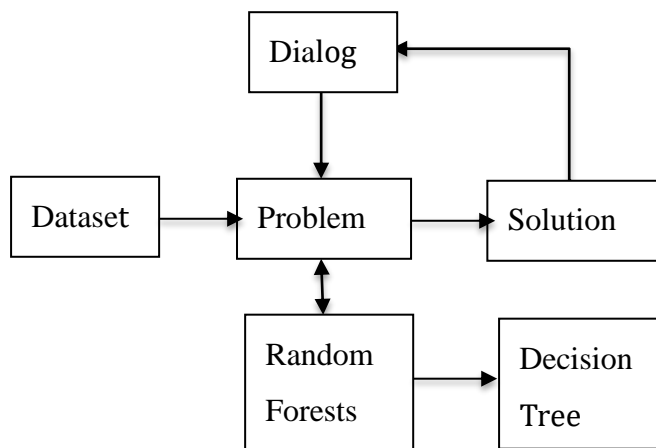 Dialog
Dataset
Problem
Solution
Random
Forests
Decision
Tree